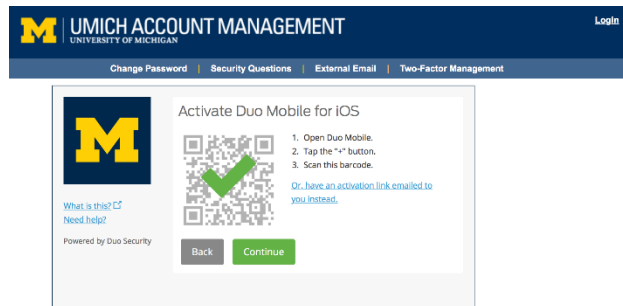 M UMICH ACCOUNT MANAGEMENT
UNIVERSITY OF MICHIGAN
Login
Change Password | Security Questions | External Email | Two-Factor Management
M
What is this?
Need help?
Powered by Duo Security
Activate Duo Mobile for iOS
1. Open Duo Mobile.
2. Tap the "+" button.
3. Scan this barcode.
Or, have an activation link emailed to
you instead.
Back
Continue